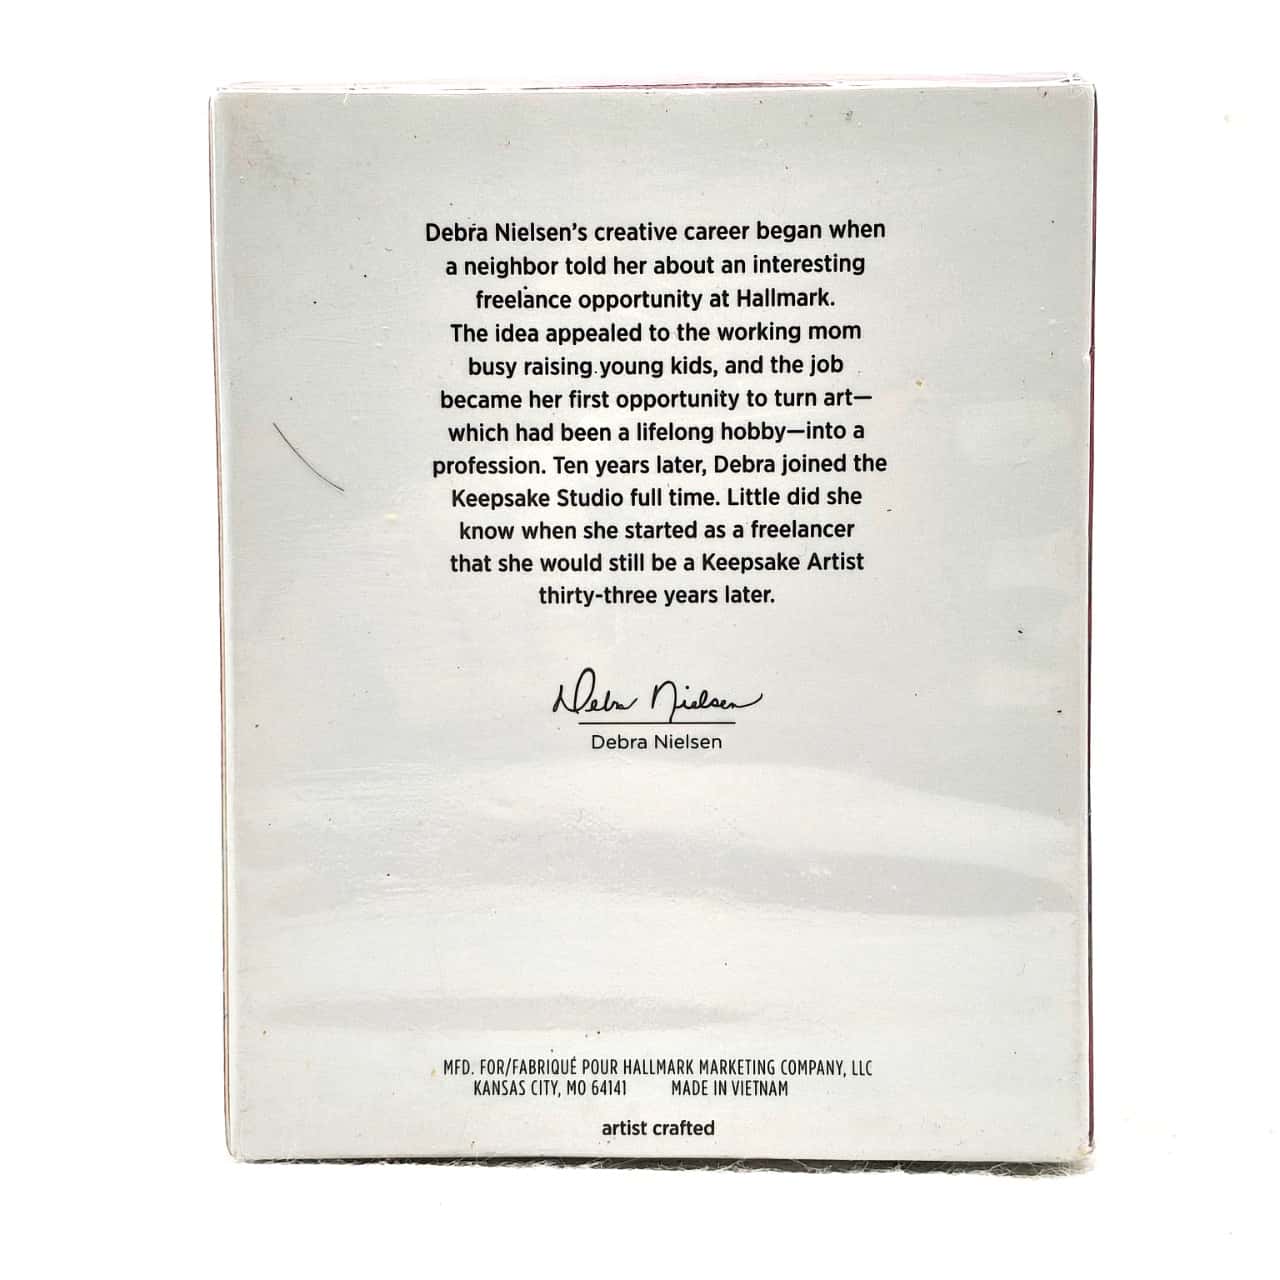 Debra Nielsen's creative career began when
a neighbor told her about an interesting
freelance opportunity at Hallmark.
The idea appealed to the working mom
busy raising young kids, and the job
became her first opportunity to turn art—
which had been a lifelong hobby—into a
profession. Ten years later, Debra joined the
Keepsake Studio full time. Little did she
know when she started as a freelancer
that she would still be a Keepsake Artist
thirty-three years later.
Debra Nielsen
Debra Nielsen
MFD. FOR/FABRIQUÉ POUR HALLMARK MARKETING COMPANY, LLC
KANSAS CITY, MO 64141 MADE IN VIETNAM
artist crafted